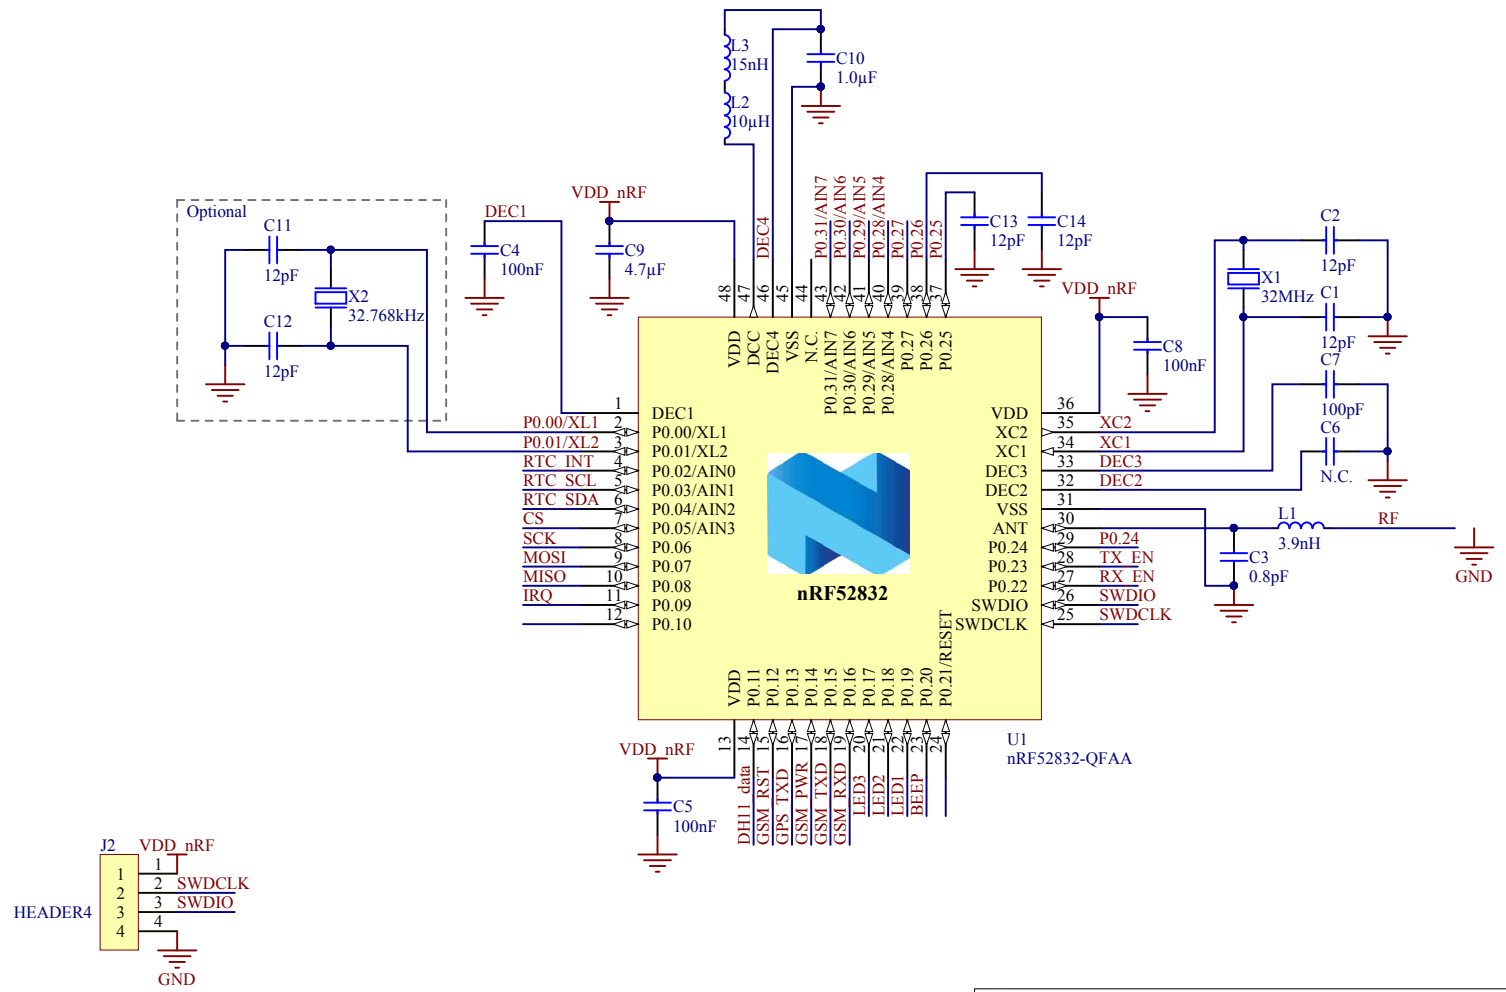 L3
15nH
L2
10µH
C10
1.0µF
DEC4
Optional
C11
12pF
X2
32.768kHz
C12
12pF
DEC1
C4
100nF
VDD_nRF
C9
4.7µF
P0.31/AIN7
P0.30/AIN6
P0.29/AIN5
P0.28/AIN4
P0.27
P0.26
P0.25
C13
12pF
C14
12pF
C2
12pF
X1
32MHz
C1
12pF
C7
100pF
C6
N.C.
VDD_nRF
C8
100nF
48
47
46
45
44
43
42
41
40
39
38
37
VDD
DCC
DEC4
VSS
N.C.
P0.31/AIN7
P0.30/AIN6
P0.29/AIN5
P0.28/AIN4
P0.27
P0.26
P0.25
1 DEC1
P0.00/XL1 2 P0.00/XL1
P0.01/XL2 3 P0.01/XL2
RTC_INT 4 P0.02/AIN0
RTC_SCL 5 P0.03/AIN1
RTC_SDA 6 P0.04/AIN2
CS 7 P0.05/AIN3
SCK 8 P0.06
MOSI 9 P0.07
MISO 10 P0.08
IRQ 11 P0.09
12 P0.10
nRF52832
VDD 36
XC2 35 XC2
XC1 34 XC1
DEC3 33 DEC3
DEC2 32 DEC2
VSS 31
ANT 30
P0.24 29 P0.24
P0.23 28 TX_EN
P0.22 27 RX_EN
SWDIO 26 SWDIO
SWDCLK 25 SWDCLK
L1
3.9nH
RF
C3
0.8pF
GND
VDD
P0.11
P0.12
P0.13
P0.14
P0.15
P0.16
P0.17
P0.18
P0.19
P0.20
P0.21/RESET
13
14
15
16
17
18
19
20
21
22
23
24
DH11_data
GSM_RST
GPS_TXD
GSM_PWR
GSM_TXD
GSM_RXD
LED3
LED2
LED1
BEEP
U1
nRF52832-QFAA
VDD_nRF
C5
100nF
J2
VDD_nRF
1 1
2 2 SWDCLK
3 3 SWDIO
4 4
HEADER4
GND